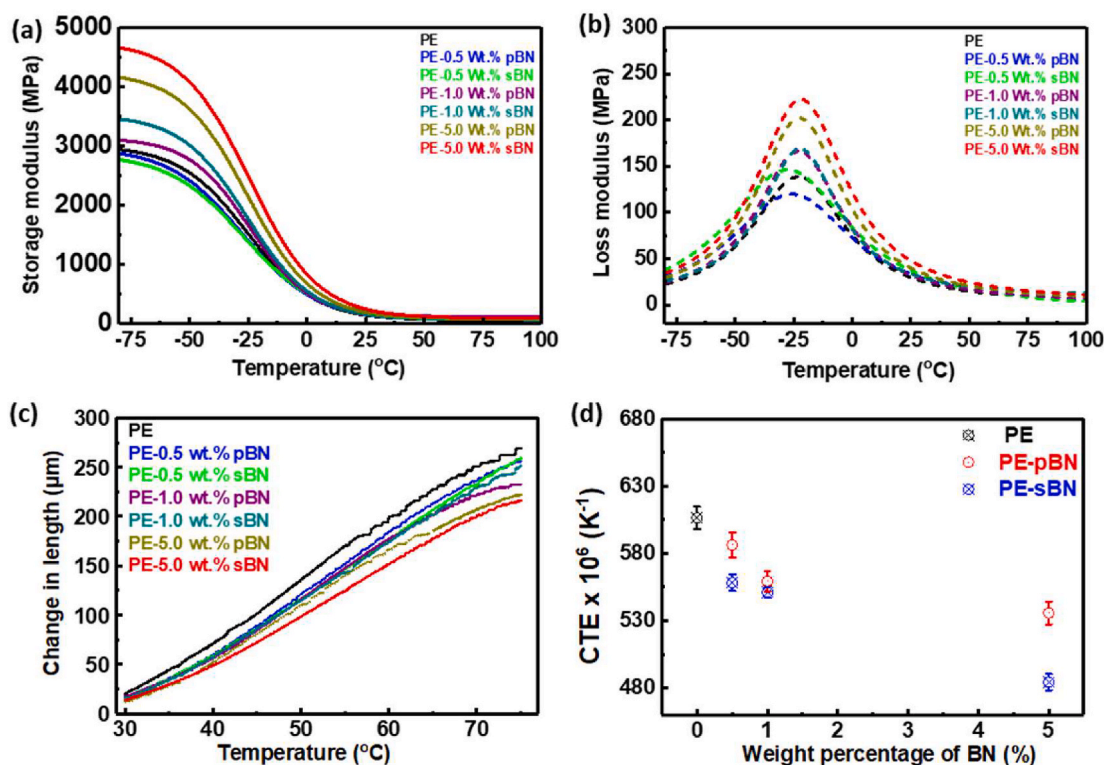 (a)
5000
4000
3000
2000
1000
0
Storage modulus (MPa)
-75 -50 -25 0 25 50 75 100
Temperature (°C)
PE
PE-0.5 Wt.% pBN
PE-0.5 Wt.% sBN
PE-1.0 Wt.% pBN
PE-1.0 Wt.% sBN
PE-5.0 Wt.% pBN
PE-5.0 Wt.% sBN
(b)
300
250
200
150
100
50
0
Loss modulus (MPa)
-75 -50 -25 0 25 50 75 100
Temperature (°C)
PE
PE-0.5 Wt.% pBN
PE-0.5 Wt.% sBN
PE-1.0 Wt.% pBN
PE-1.0 Wt.% sBN
PE-5.0 Wt.% pBN
PE-5.0 Wt.% sBN
(c)
300
250
200
150
100
50
0
Change in length (µm)
30 40 50 60 70
Temperature (°C)
PE
PE-0.5 wt.% pBN
PE-0.5 wt.% sBN
PE-1.0 wt.% pBN
PE-1.0 wt.% sBN
PE-5.0 wt.% pBN
PE-5.0 wt.% sBN
(d)
680
630
580
530
480
CTE x 10⁶ (K⁻¹)
0 1 2 3 4 5
Weight percentage of BN (%)
PE
PE-pBN
PE-sBN